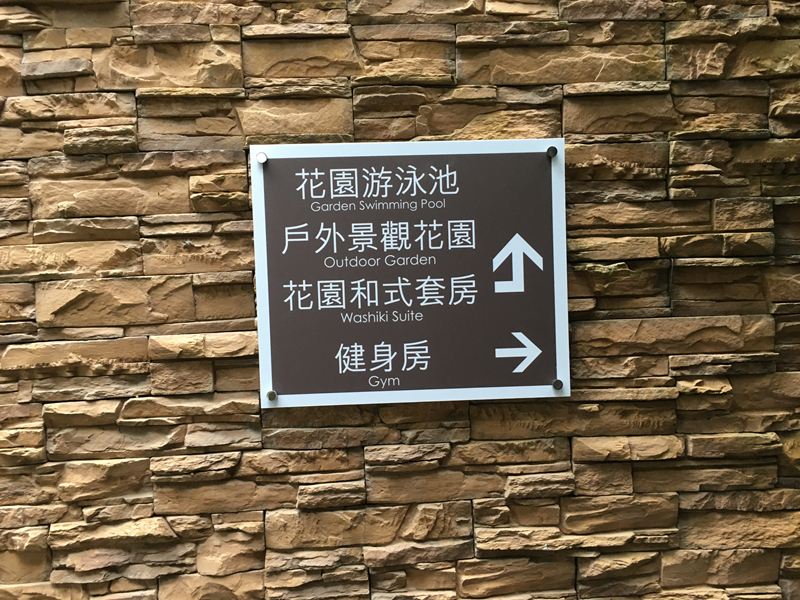 花園游泳池
Garden Swimming Pool
戶外景觀花園
Outdoor Garden
花園和式套房
Washiki Suite
健身房
Gym